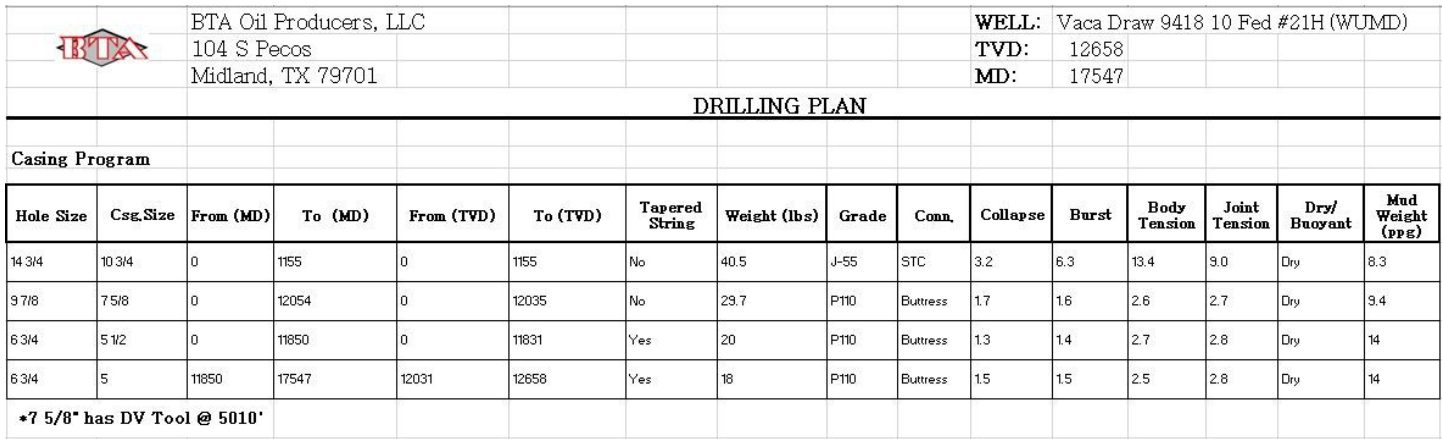 BTA
BTA Oil Producers, LLC WELL: Vaca Draw 9418 10 Fed #21H (WUMD)
104 S Pecos TVD: 12658
Midland, TX 79701 MD: 17547
DRILLING PLAN
Casing Program
Hole Size Csg.Size From (MD) To (MD) From (TVD) To (TVD) Tapered String Weight (lbs) Grade Conn. Collapse Burst Body Tension Joint Tension Dry/ Buoyant Mud Weight (ppg)
14 3/4 10 3/4 0 1155 0 1155 No 40.5 J-55 STC 3.2 6.3 13.4 9.0 Dry 8.3
9 7/8 7 5/8 0 12054 0 12035 No 29.7 P110 Buttress 1.7 1.6 2.6 2.7 Dry 9.4
6 3/4 5 1/2 0 11850 0 11831 Yes 20 P110 Buttress 1.3 1.4 2.7 2.8 Dry 14
6 3/4 5 11850 17547 12031 12658 Yes 18 P110 Buttress 1.5 1.5 2.5 2.8 Dry 14
*7 5/8" has DV Tool @ 5010'